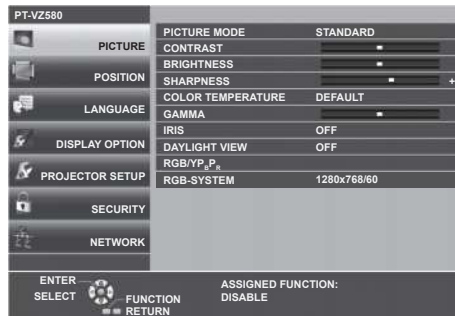 PT-VZ580
PICTURE
POSITION
LANGUAGE
DISPLAY OPTION
PROJECTOR SETUP
SECURITY
NETWORK
PICTURE MODE STANDARD
CONTRAST
BRIGHTNESS
SHARPNESS +
COLOR TEMPERATURE DEFAULT
GAMMA
IRIS OFF
DAYLIGHT VIEW OFF
RGB/YPBPR
RGB-SYSTEM 1280x768/60
ENTER
SELECT
FUNCTION
RETURN
ASSIGNED FUNCTION:
DISABLE